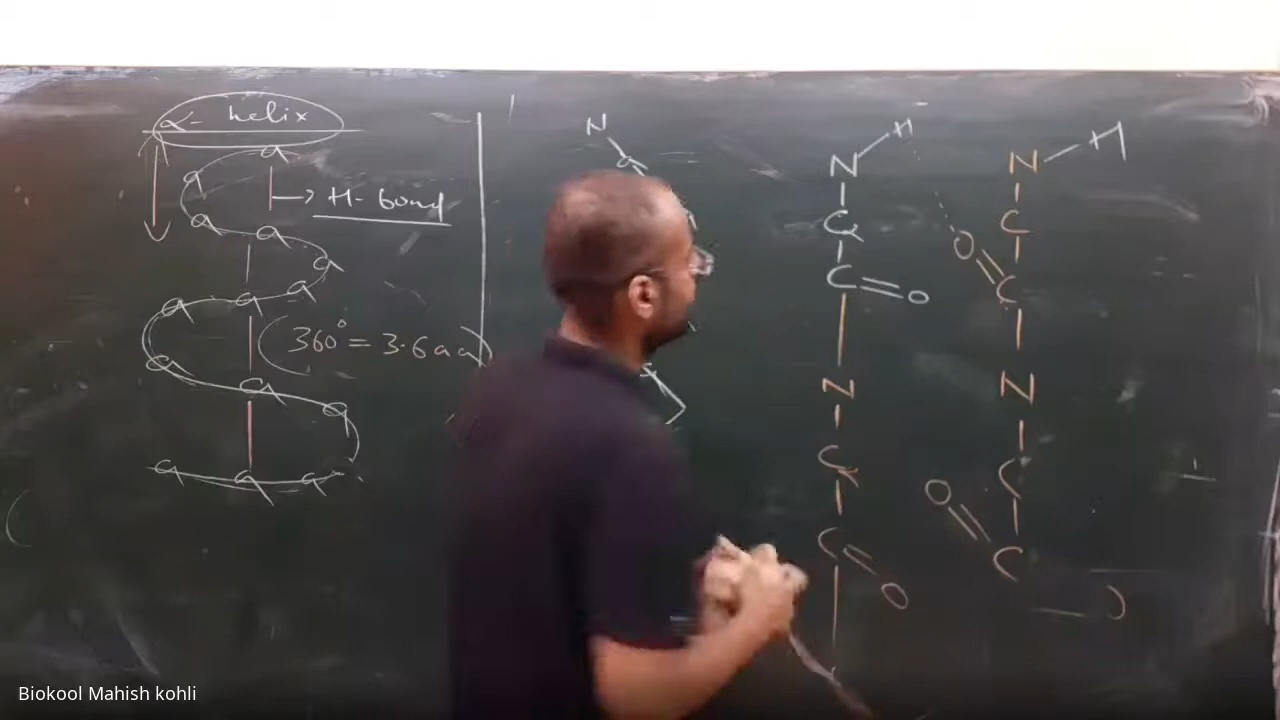 α- helix
a
a
a a
a
a a a
a a
a
a a a
→ H-bond
(360° = 3.6 aa)
N
a
N H
C
C = O
N
C
C = O
N H
C
O = C
N
C
O = C
Biokool Mahish kohli